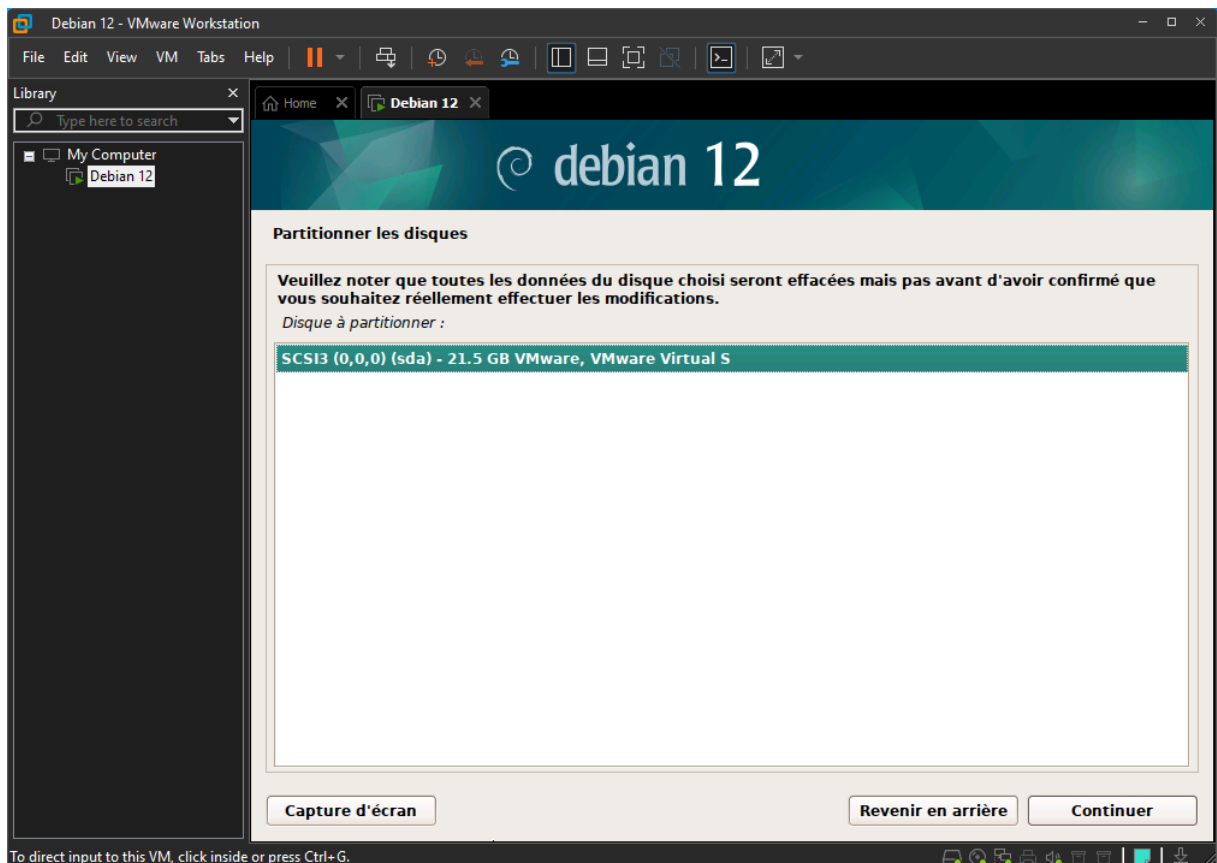 Debian 12 - VMware Workstation
File Edit View VM Tabs Help
Library
Type here to search
My Computer
Debian 12
Home
Debian 12
debian 12
Partitionner les disques
Veuillez noter que toutes les données du disque choisi seront effacées mais pas avant d'avoir confirmé que
vous souhaitez réellement effectuer les modifications.
Disque à partitionner :
SCSI3 (0,0,0) (sda) - 21.5 GB VMware, VMware Virtual S
Capture d'écran
Revenir en arrière
Continuer
To direct input to this VM, click inside or press Ctrl+G.